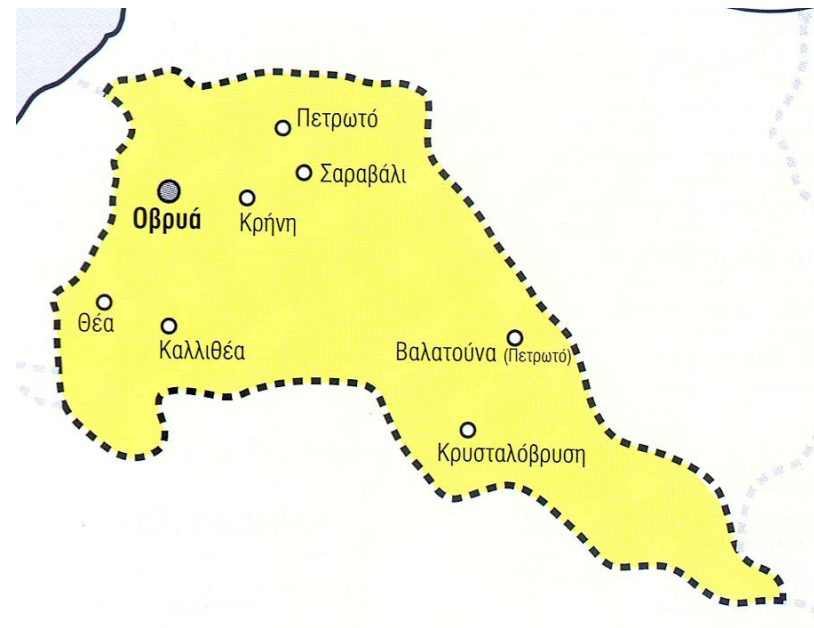 Πετρωτό
Σαραβάλι
Οβρυά
Κρήνη
Θέα
Καλλιθέα
Βαλατούνα (Πετρωτό)
Κρυσταλόβρυση